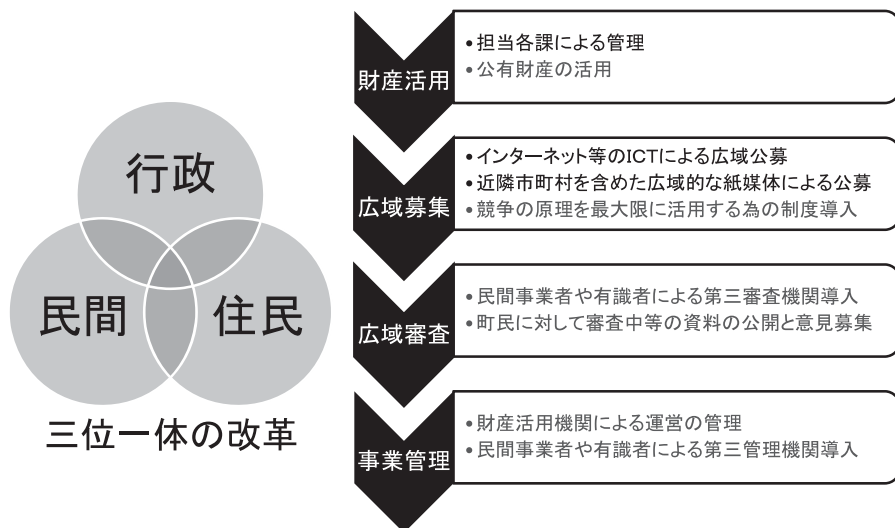 行政
民間
住民
三位一体の改革
財産活用
•担当各課による管理
•公有財産の活用
広域募集
•インターネット等のICTによる広域公募
•近隣市町村を含めた広域的な紙媒体による公募
•競争の原理を最大限に活用する為の制度導入
広域審査
•民間事業者や有識者による第三審査機関導入
•町民に対して審査中等の資料の公開と意見募集
事業管理
•財産活用機関による運営の管理
•民間事業者や有識者による第三管理機関導入